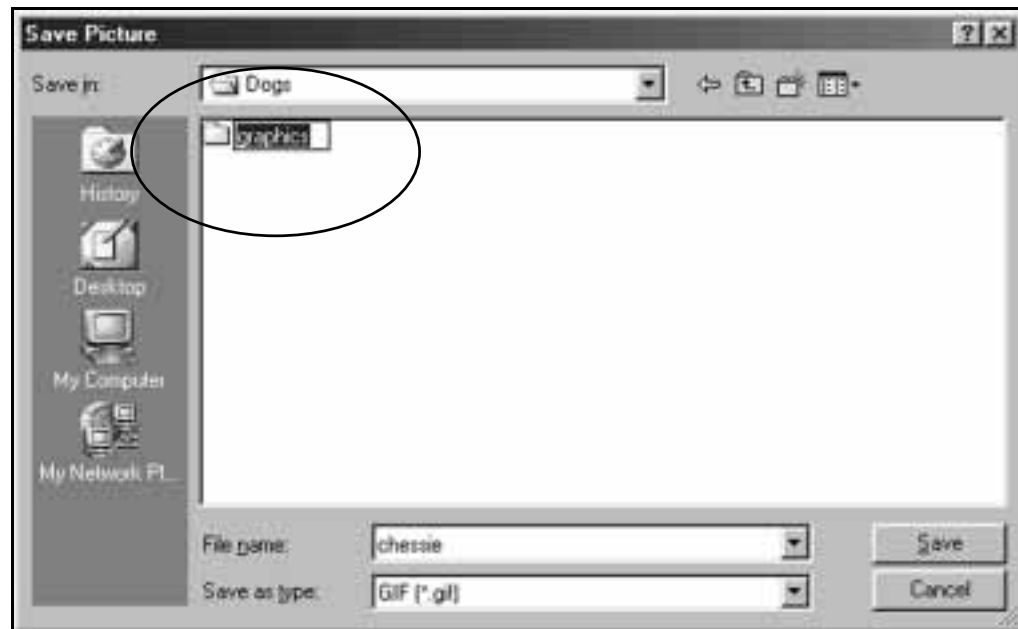 Save Picture
Save in:
Dogs
graphics
History
Desktop
My Computer
My Network Pl...
File name:
chessie
Save
Save as type:
GIF (*.gif)
Cancel